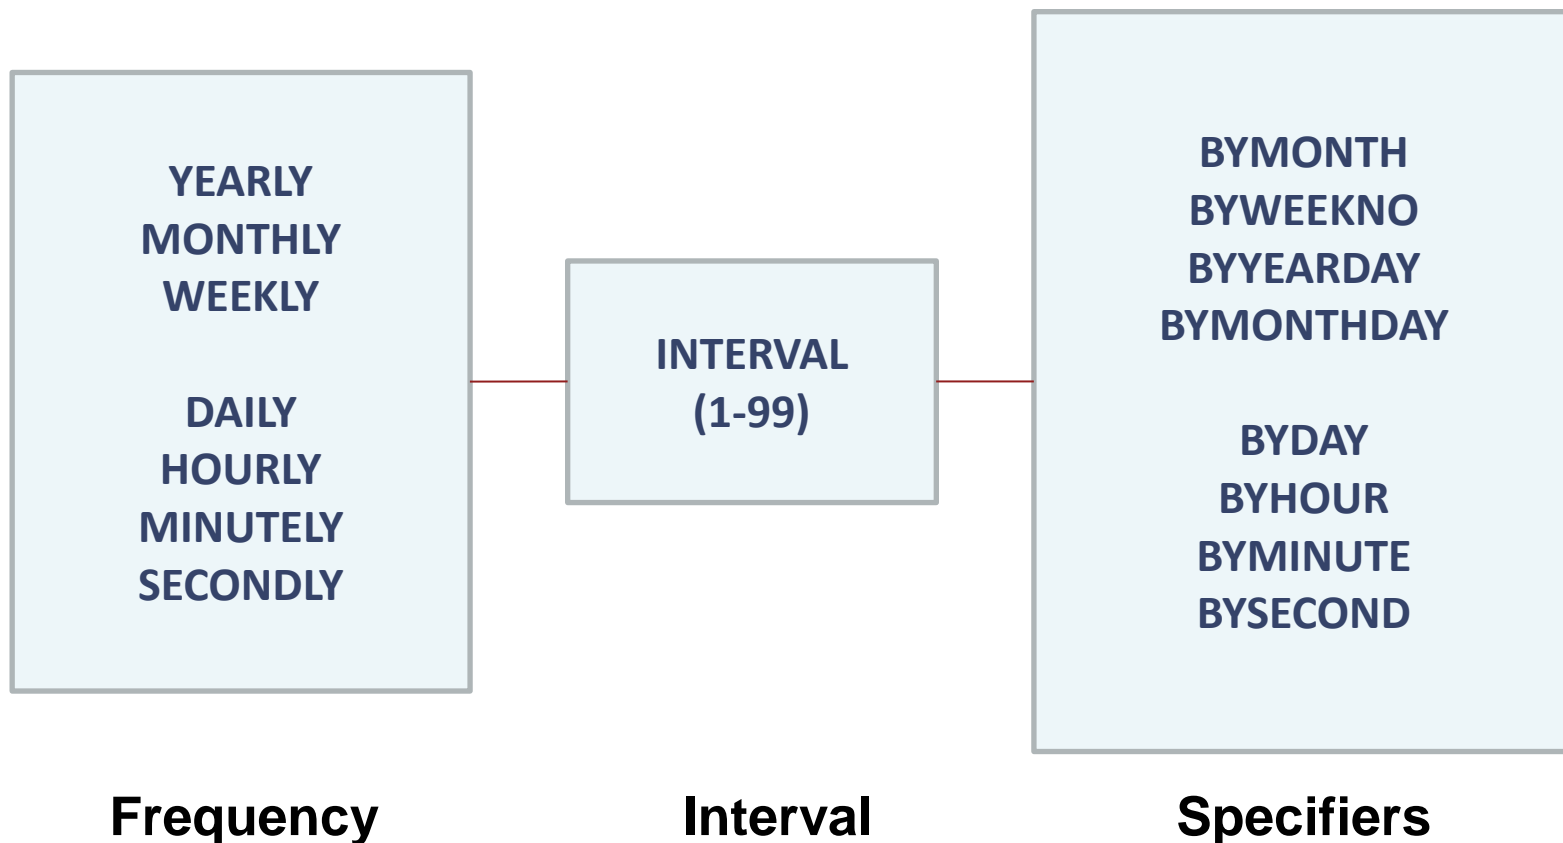 YEARLY
MONTHLY
WEEKLY
DAILY
HOURLY
MINUTELY
SECONDLY
Frequency
INTERVAL
(1-99)
Interval
BYMONTH
BYWEEKNO
BYYEARDAY
BYMONTHDAY
BYDAY
BYHOUR
BYMINUTE
BYSECOND
Specifiers